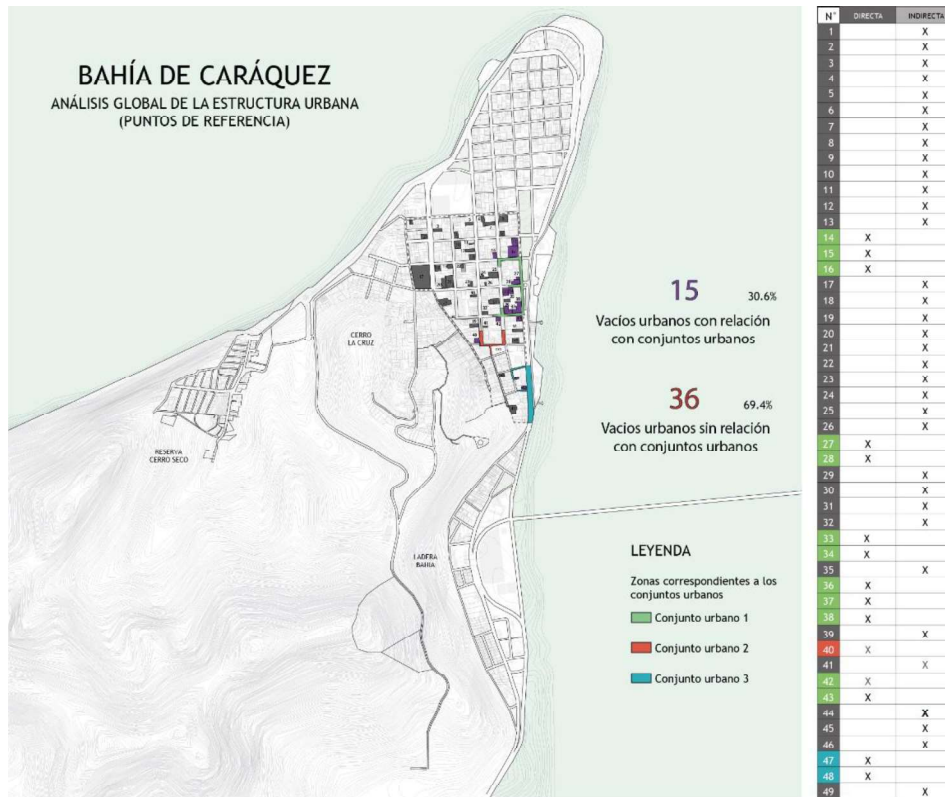 BAHÍA DE CARÁQUEZ
ANÁLISIS GLOBAL DE LA ESTRUCTURA URBANA
(PUNTOS DE REFERENCIA)
CERRO
LA CRUZ
RESERVA
CERRO SECO
LADERA
BAHIA
15 30.6%
Vacíos urbanos con relación
con conjuntos urbanos
36 69.4%
Vacios urbanos sin relación
con conjuntos urbanos
LEYENDA
Zonas correspondientes a los
conjuntos urbanos
Conjunto urbano 1
Conjunto urbano 2
Conjunto urbano 3
N° DIRECTA INDIRECTA
1 X
2 X
3 X
4 X
5 X
6 X
7 X
8 X
9 X
10 X
11 X
12 X
13 X
14 X
15 X
16 X
17 X
18 X
19 X
20 X
21 X
22 X
23 X
24 X
25 X
26 X
27 X
28 X
29 X
30 X
31 X
32 X
33 X
34 X
35 X
36 X
37 X
38 X
39 X
40 X
41 X
42 X
43 X
44 X
45 X
46 X
47 X
48 X
49 X